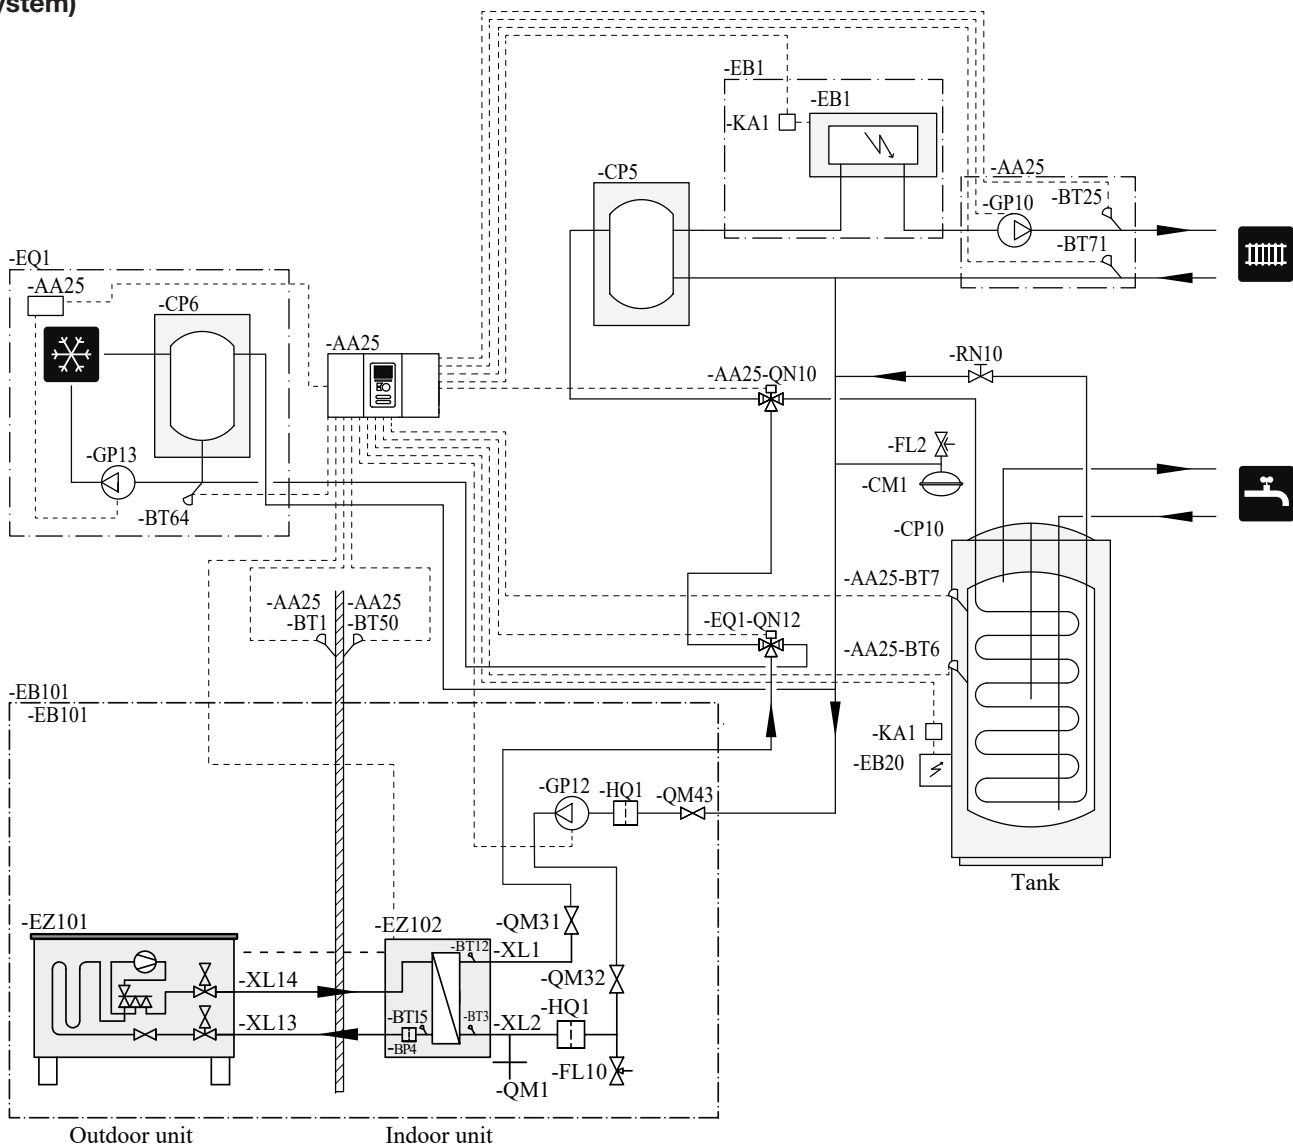 ystem)
-EB1
-EB1
-KA1
-CP5
-AA25
-GP10
-BT25
-BT71
-EQ1
-AA25
-CP6
-AA25
-RN10
-AA25-QN10
-FL2
-GP13
-CM1
-BT64
-CP10
-AA25-BT7
-AA25
-BT1
-AA25
-BT50
-EQ1-QN12
-AA25-BT6
-EB101
-EB101
-KA1
-EB20
-GP12
-HQ1
-QM43
Tank
-EZ101
-EZ102
-QM31
-BT12
-XL1
-QM32
-XL14
-HQ1
-BT15
-BT3
-XL2
-XL13
-BP4
-FL10
-QM1
Outdoor unit
Indoor unit